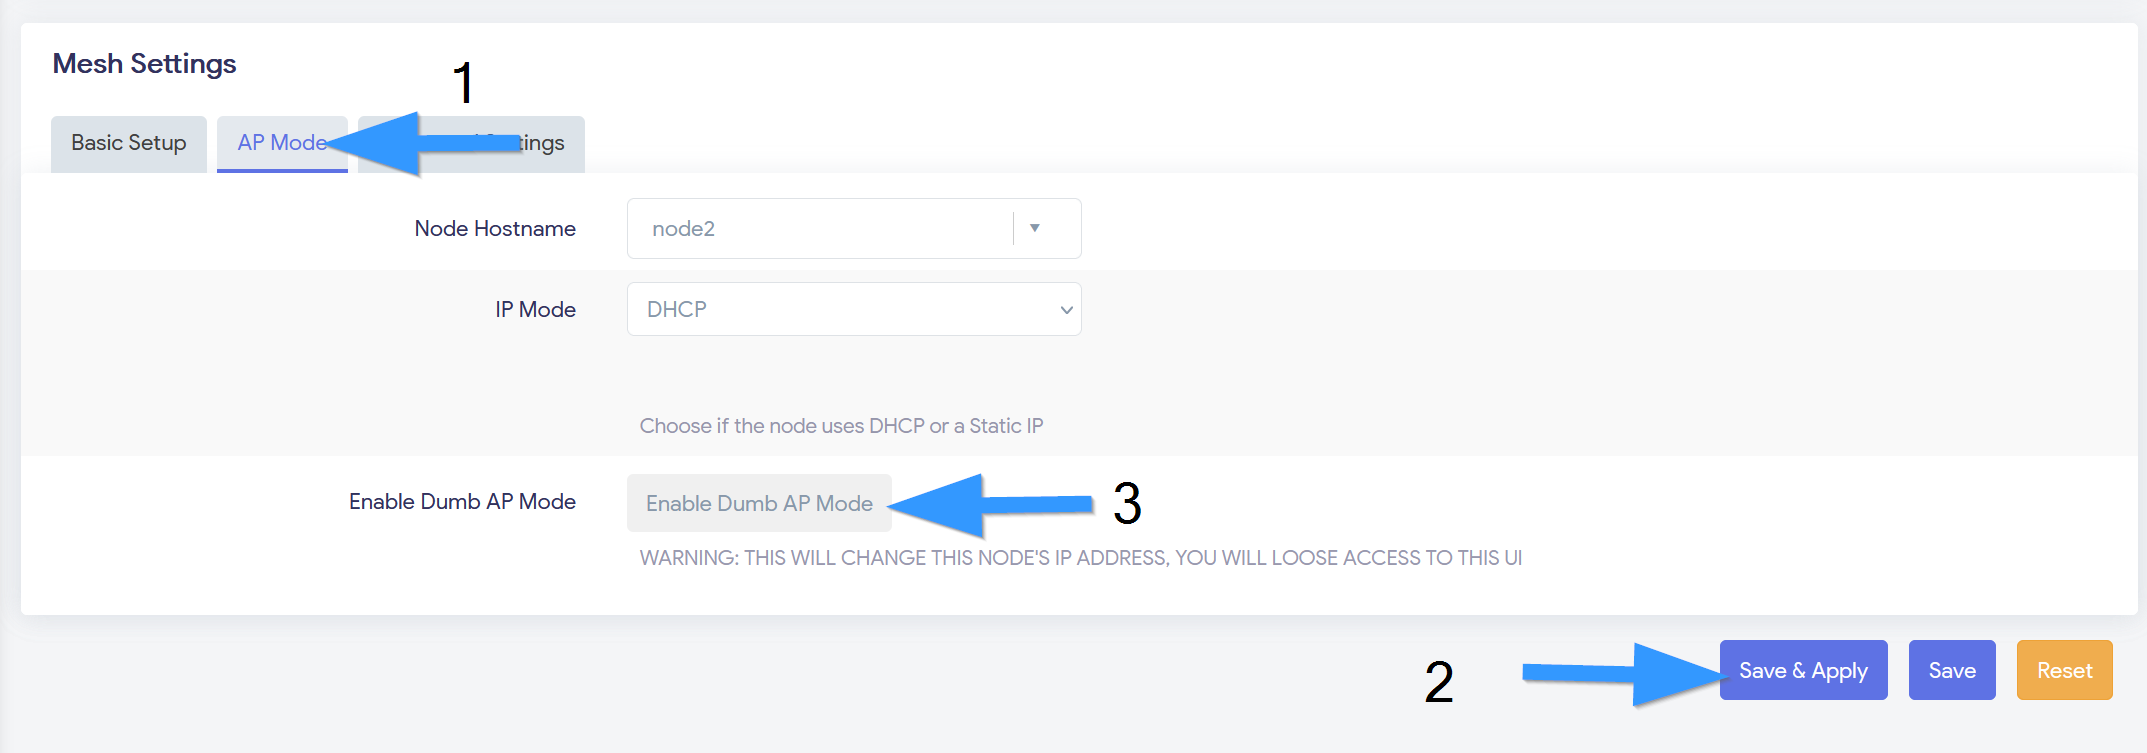 Mesh Settings
1
Basic Setup
AP Mode
Node Hostname
node2
IP Mode
DHCP
Choose if the node uses DHCP or a Static IP
Enable Dumb AP Mode
Enable Dumb AP Mode
3
WARNING: THIS WILL CHANGE THIS NODE'S IP ADDRESS, YOU WILL LOOSE ACCESS TO THIS UI
2
Save & Apply
Save
Reset